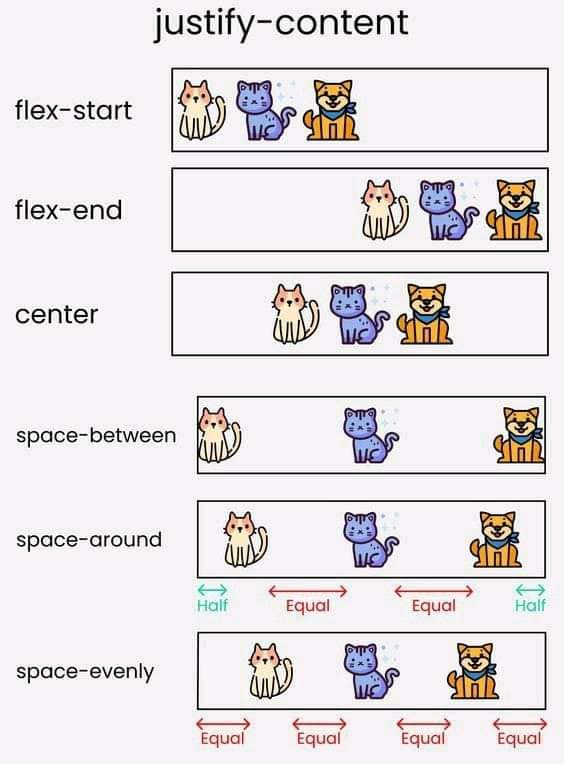 justify-content
flex-start
flex-end
center
space-between
space-around
Half Equal Equal Half
space-evenly
Equal Equal Equal Equal